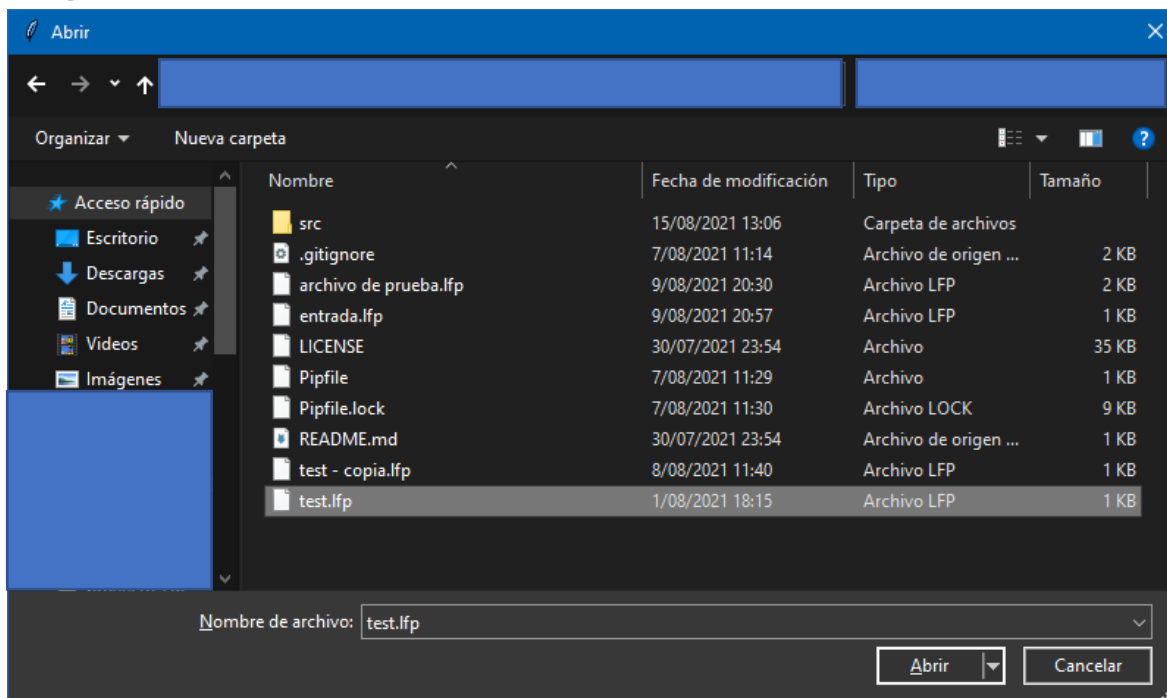 Abrir
Organizar Nueva carpeta
Nombre Fecha de modificación Tipo Tamaño
Acceso rápido
Escritorio
Descargas
Documentos
Videos
Imágenes
src 15/08/2021 13:06 Carpeta de archivos
.gitignore 7/08/2021 11:14 Archivo de origen ... 2 KB
archivo de prueba.lfp 9/08/2021 20:30 Archivo LFP 2 KB
entrada.lfp 9/08/2021 20:57 Archivo LFP 1 KB
LICENSE 30/07/2021 23:54 Archivo 35 KB
Pipfile 7/08/2021 11:29 Archivo 1 KB
Pipfile.lock 7/08/2021 11:30 Archivo LOCK 9 KB
README.md 30/07/2021 23:54 Archivo de origen ... 1 KB
test - copia.lfp 8/08/2021 11:40 Archivo LFP 1 KB
test.lfp 1/08/2021 18:15 Archivo LFP 1 KB
Nombre de archivo: test.lfp
Abrir Cancelar